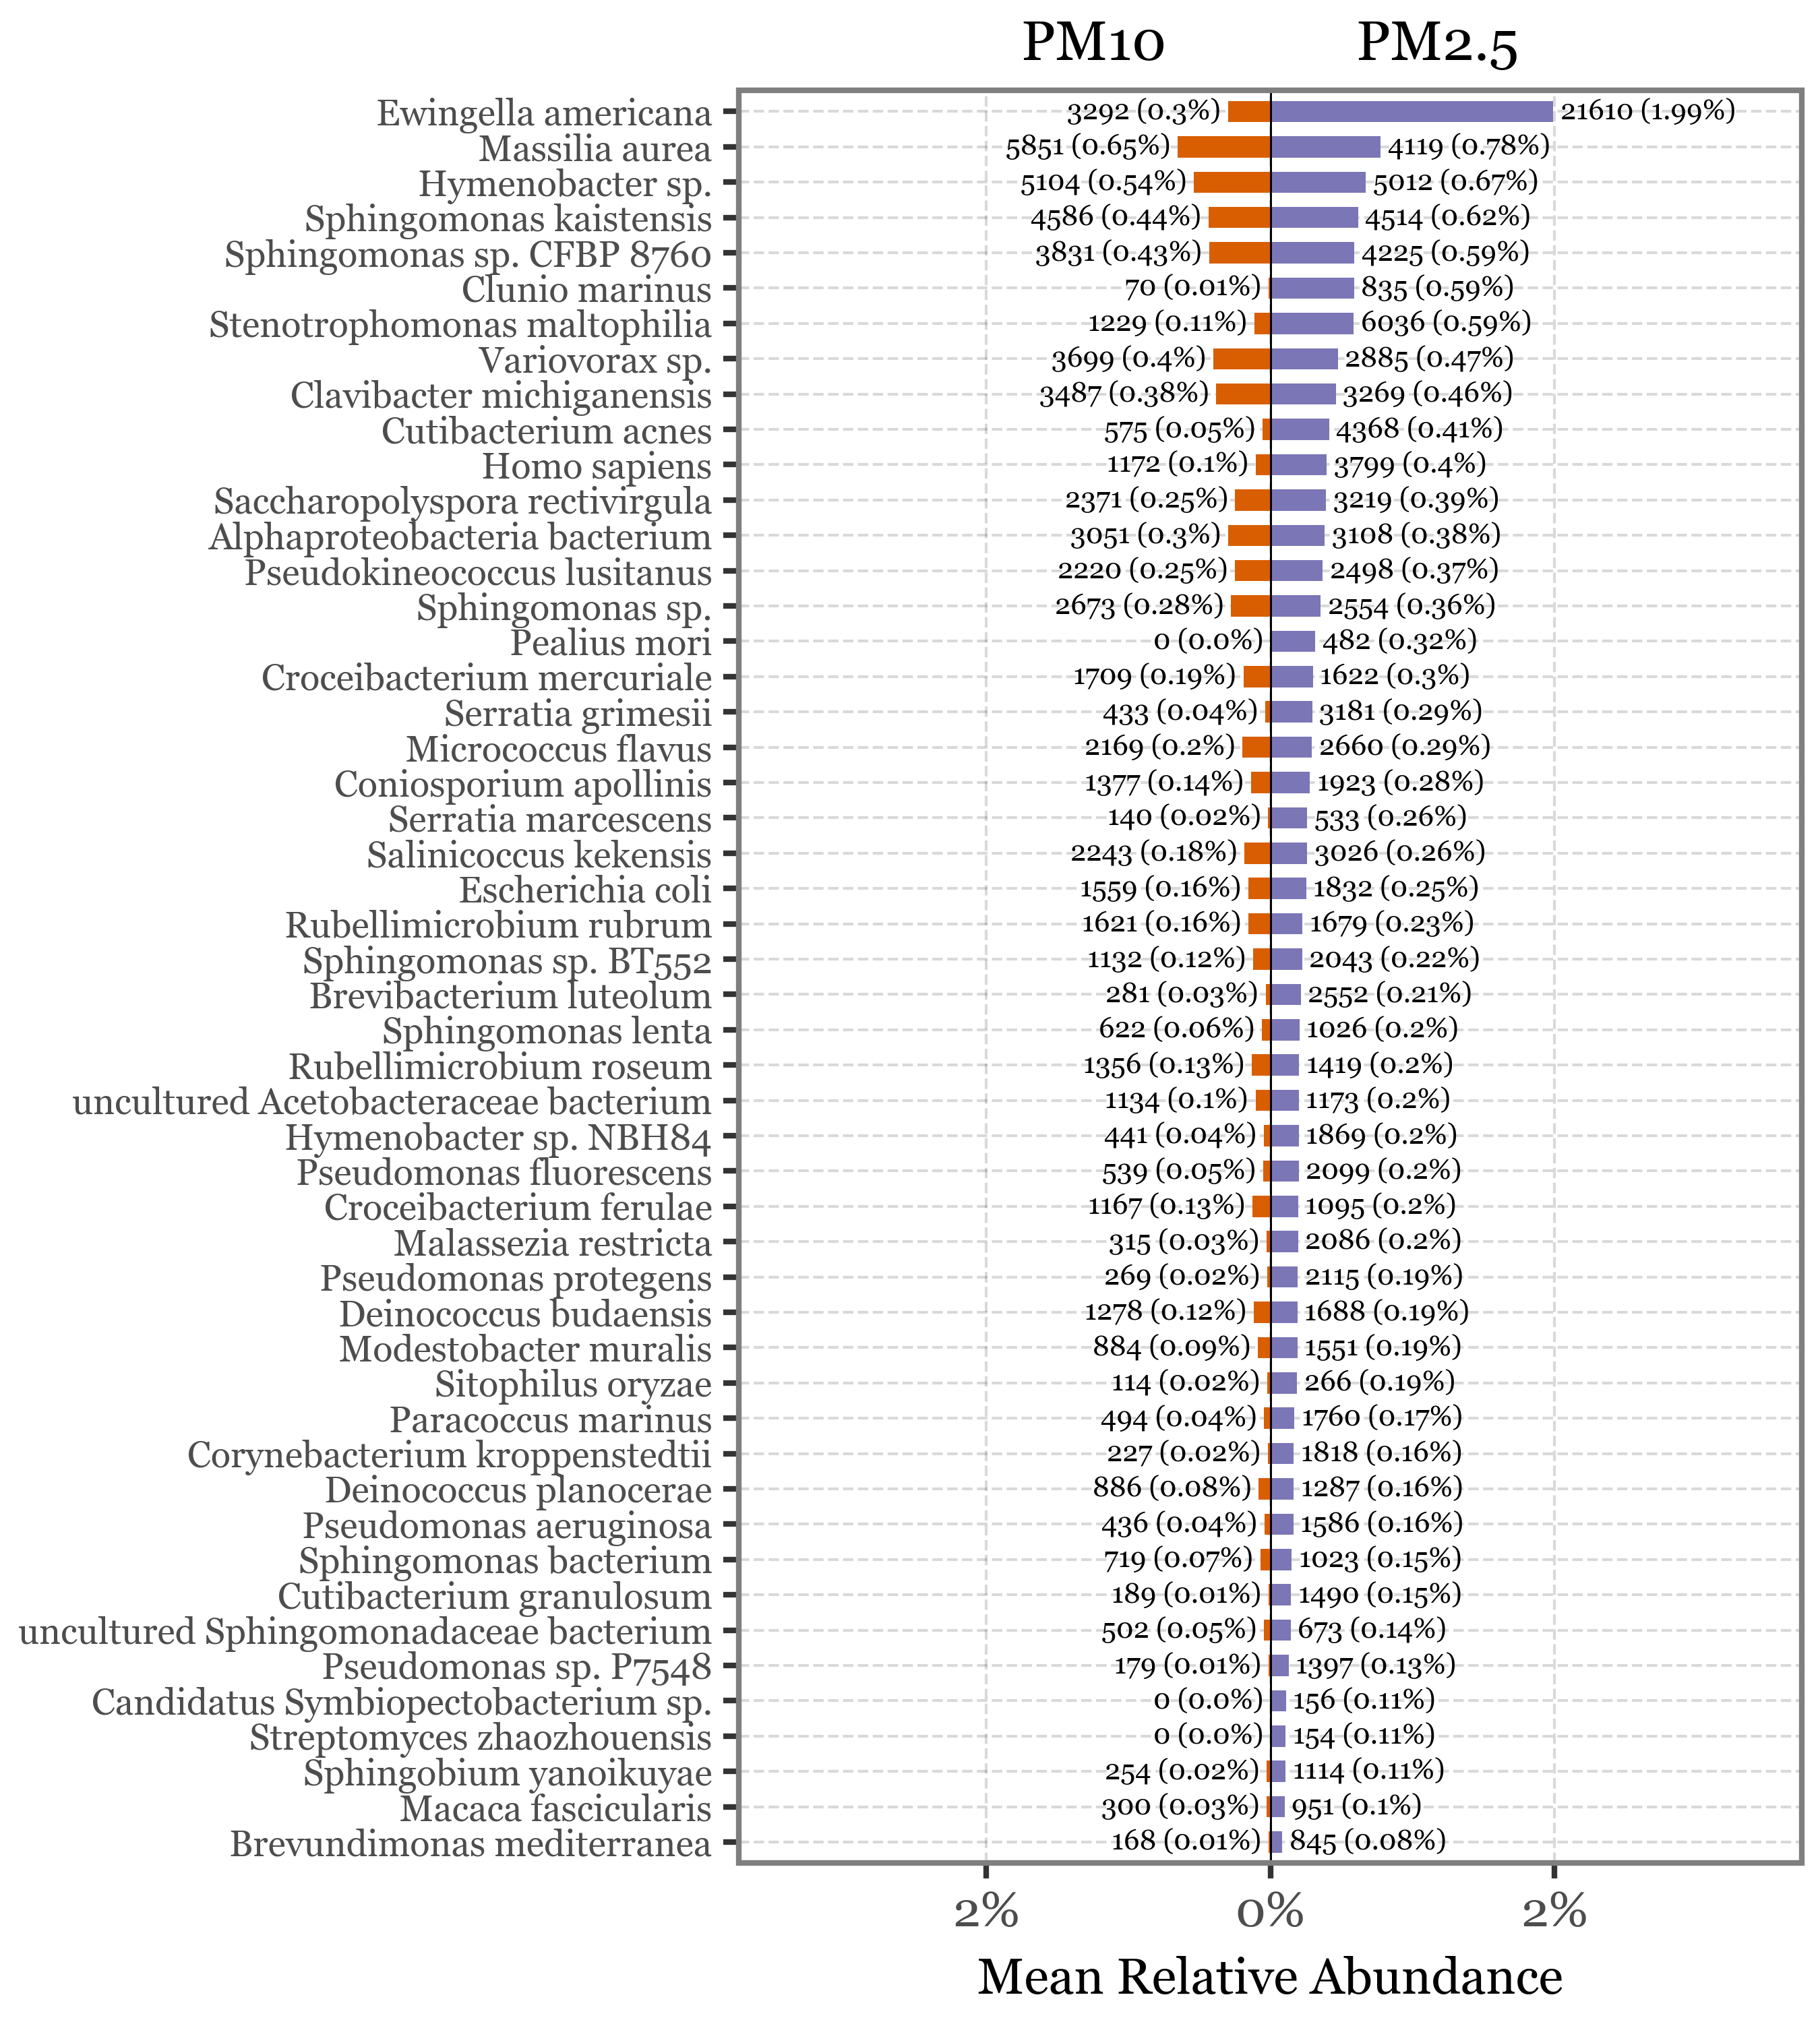 PM10 PM2.5
Ewingella americana 3292 (0.3%) 21610 (1.99%)
Massilia aurea 5851 (0.65%) 4119 (0.78%)
Hymenobacter sp. 5104 (0.54%) 5012 (0.67%)
Sphingomonas kaistensis 4586 (0.44%) 4514 (0.62%)
Sphingomonas sp. CFBP 8760 3831 (0.43%) 4225 (0.59%)
Clunio marinus 70 (0.01%) 835 (0.59%)
Stenotrophomonas maltophilia 1229 (0.11%) 6036 (0.59%)
Variovorax sp. 3699 (0.4%) 2885 (0.47%)
Clavibacter michiganensis 3487 (0.38%) 3269 (0.46%)
Cutibacterium acnes 575 (0.05%) 4368 (0.41%)
Homo sapiens 1172 (0.1%) 3799 (0.4%)
Saccharopolyspora rectivirgula 2371 (0.25%) 3219 (0.39%)
Alphaproteobacteria bacterium 3051 (0.3%) 3108 (0.38%)
Pseudokineococcus lusitanus 2220 (0.25%) 2498 (0.37%)
Sphingomonas sp. 2673 (0.28%) 2554 (0.36%)
Pealius mori 0 (0.0%) 482 (0.32%)
Croceibacterium mercuriale 1709 (0.19%) 1622 (0.3%)
Serratia grimesii 433 (0.04%) 3181 (0.29%)
Micrococcus flavus 2169 (0.2%) 2660 (0.29%)
Coniosporium apollinis 1377 (0.14%) 1923 (0.28%)
Serratia marcescens 140 (0.02%) 533 (0.26%)
Salinicoccus kekensis 2243 (0.18%) 3026 (0.26%)
Escherichia coli 1559 (0.16%) 1832 (0.25%)
Rubellimicrobium rubrum 1621 (0.16%) 1679 (0.23%)
Sphingomonas sp. BT552 1132 (0.12%) 2043 (0.22%)
Brevibacterium luteolum 281 (0.03%) 2552 (0.21%)
Sphingomonas lenta 622 (0.06%) 1026 (0.2%)
Rubellimicrobium roseum 1356 (0.13%) 1419 (0.2%)
uncultured Acetobacteraceae bacterium 1134 (0.1%) 1173 (0.2%)
Hymenobacter sp. NBH84 441 (0.04%) 1869 (0.2%)
Pseudomonas fluorescens 539 (0.05%) 2099 (0.2%)
Croceibacterium ferulae 1167 (0.13%) 1095 (0.2%)
Malassezia restricta 315 (0.03%) 2086 (0.2%)
Pseudomonas protegens 269 (0.02%) 2115 (0.19%)
Deinococcus budaensis 1278 (0.12%) 1688 (0.19%)
Modestobacter muralis 884 (0.09%) 1551 (0.19%)
Sitophilus oryzae 114 (0.02%) 266 (0.19%)
Paracoccus marinus 494 (0.04%) 1760 (0.17%)
Corynebacterium kroppenstedtii 227 (0.02%) 1818 (0.16%)
Deinococcus planocerae 886 (0.08%) 1287 (0.16%)
Pseudomonas aeruginosa 436 (0.04%) 1586 (0.16%)
Sphingomonas bacterium 719 (0.07%) 1023 (0.15%)
Cutibacterium granulosum 189 (0.01%) 1490 (0.15%)
uncultured Sphingomonadaceae bacterium 502 (0.05%) 673 (0.14%)
Pseudomonas sp. P7548 179 (0.01%) 1397 (0.13%)
Candidatus Symbiopectobacterium sp. 0 (0.0%) 156 (0.11%)
Streptomyces zhaozhouensis 0 (0.0%) 154 (0.11%)
Sphingobium yanoikuyae 254 (0.02%) 1114 (0.11%)
Macaca fascicularis 300 (0.03%) 951 (0.1%)
Brevundimonas mediterranea 168 (0.01%) 845 (0.08%)
2% 0% 2%
Mean Relative Abundance